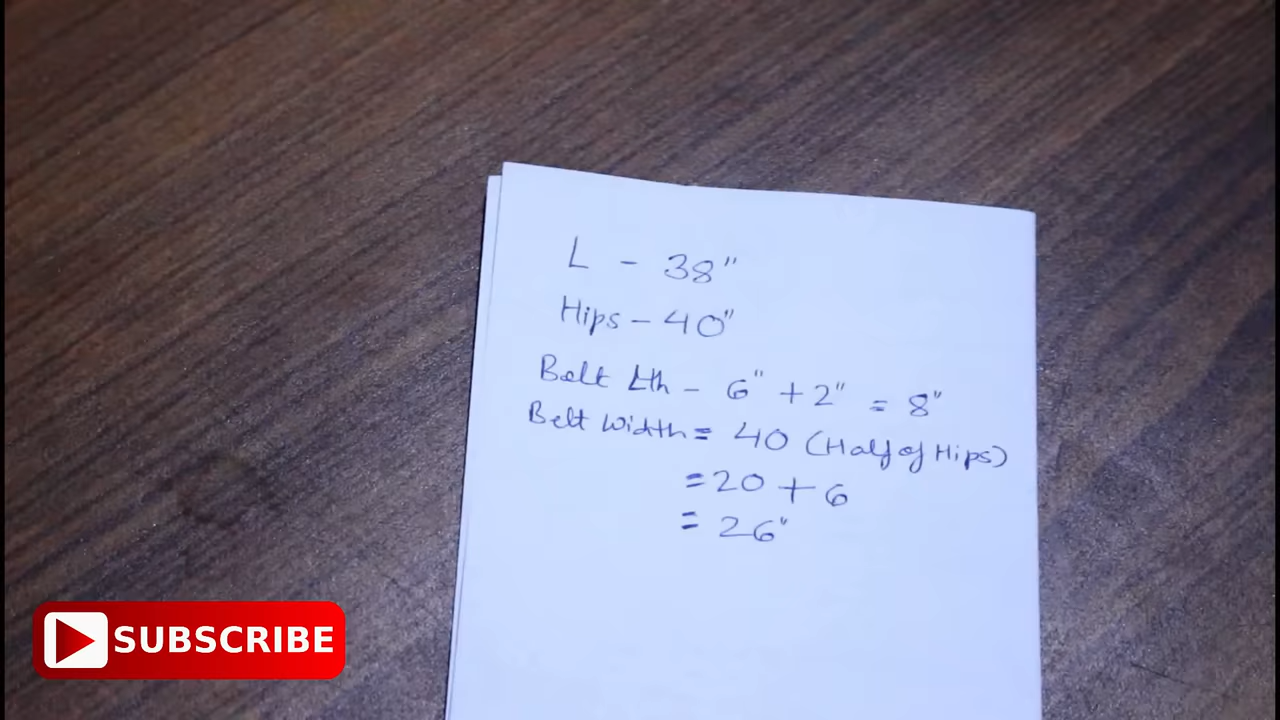 L - 38"
Hips - 40"
Belt Lth - 6" + 2" = 8"
Belt Width = 40 (Half of Hips)
= 20 + 6
= 26"
SUBSCRIBE